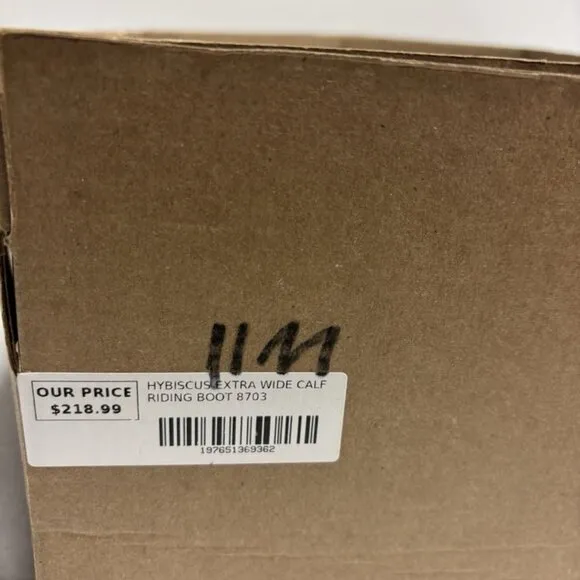 11M
OUR PRICE
$218.99
HYBISCUS EXTRA WIDE CALF
RIDING BOOT 8703
197651369362